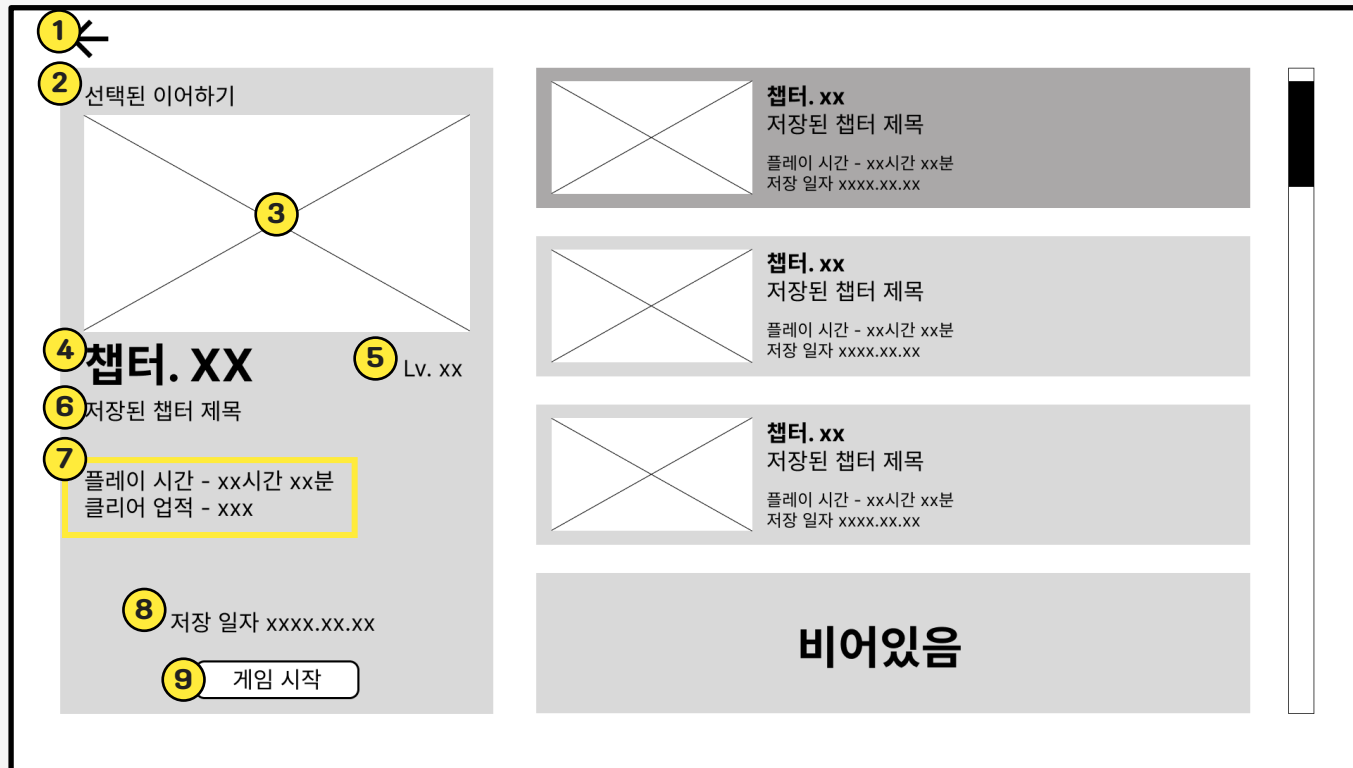 1
2
선택된 이어하기
3
4
챕터. XX
5
Lv. xx
6
저장된 챕터 제목
7
플레이 시간 - xx시간 xx분
클리어 업적 - xxx
8
저장 일자 xxxx.xx.xx
9
게임 시작
챕터. xx
저장된 챕터 제목
플레이 시간 - xx시간 xx분
저장 일자 xxxx.xx.xx
챕터. xx
저장된 챕터 제목
플레이 시간 - xx시간 xx분
저장 일자 xxxx.xx.xx
챕터. xx
저장된 챕터 제목
플레이 시간 - xx시간 xx분
저장 일자 xxxx.xx.xx
비어있음